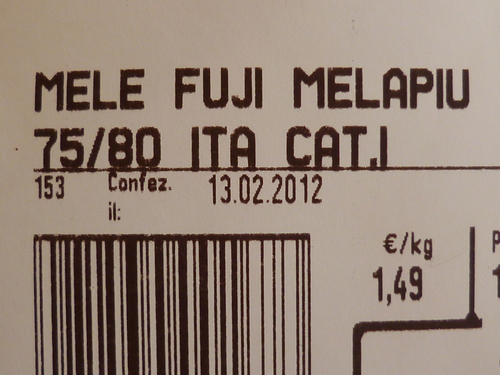 MELE FUJI MELAPIU
75/80 ITA CAT.I
153 Confez. il: 13.02.2012
€/kg
1,49